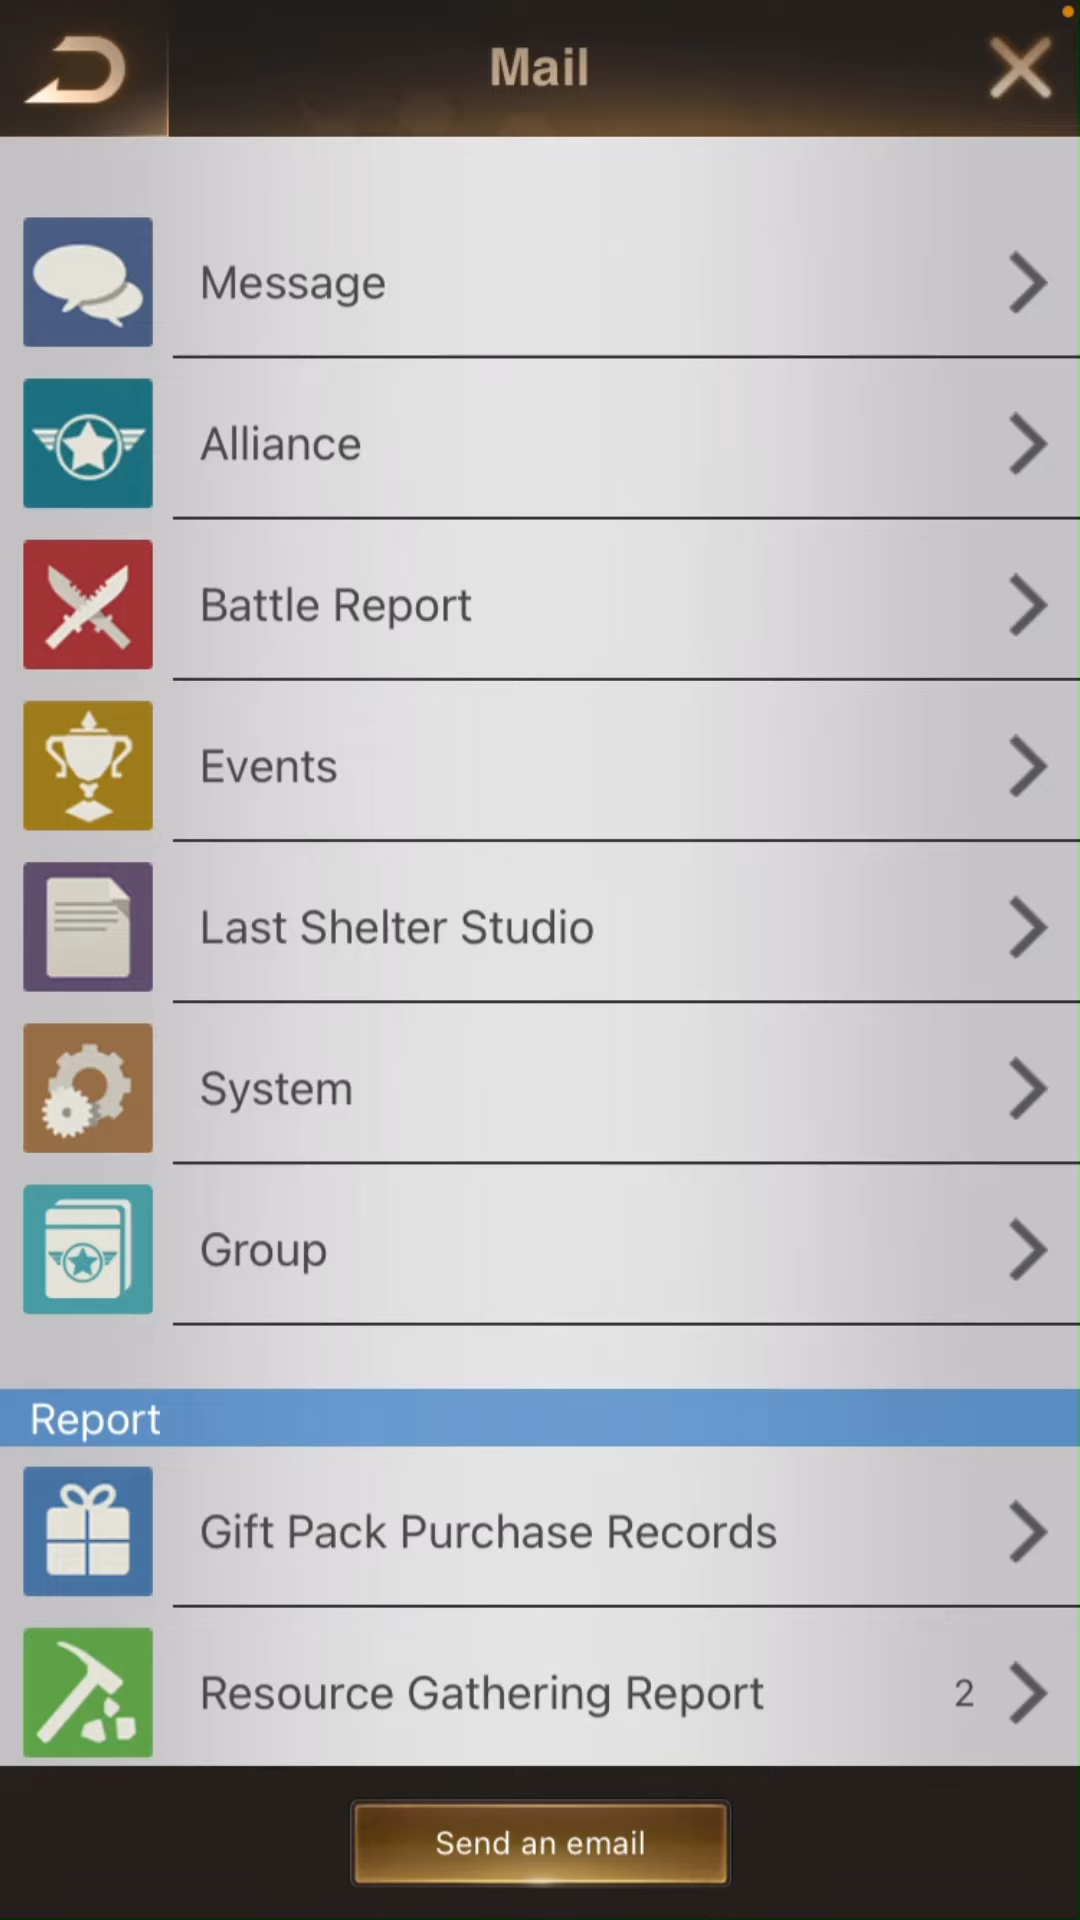 Mail
Message
Alliance
Battle Report
Events
Last Shelter Studio
System
Group
Report
Gift Pack Purchase Records
Resource Gathering Report 2
Send an email